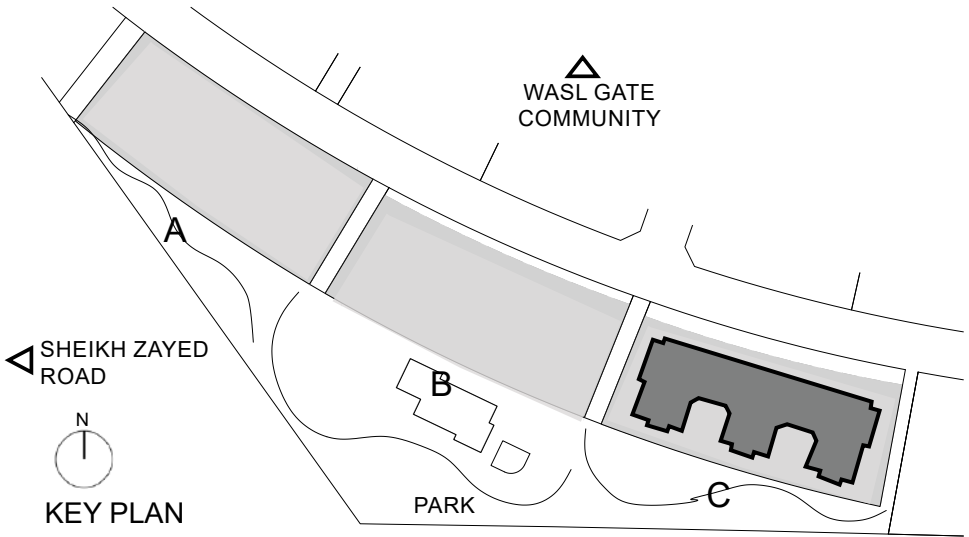 WASL GATE
COMMUNITY
A
SHEIKH ZAYED
ROAD
B
N
KEY PLAN
PARK
C